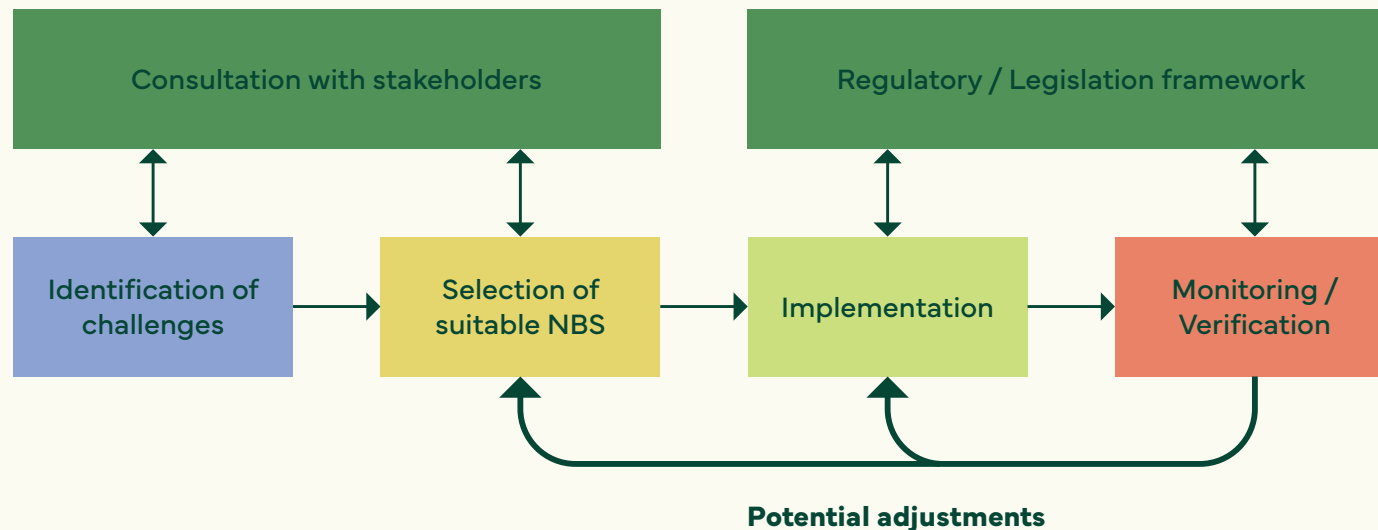 Consultation with stakeholders
Regulatory / Legislation framework
Identification of
challenges
Selection of
suitable NBS
Implementation
Monitoring /
Verification
Potential adjustments